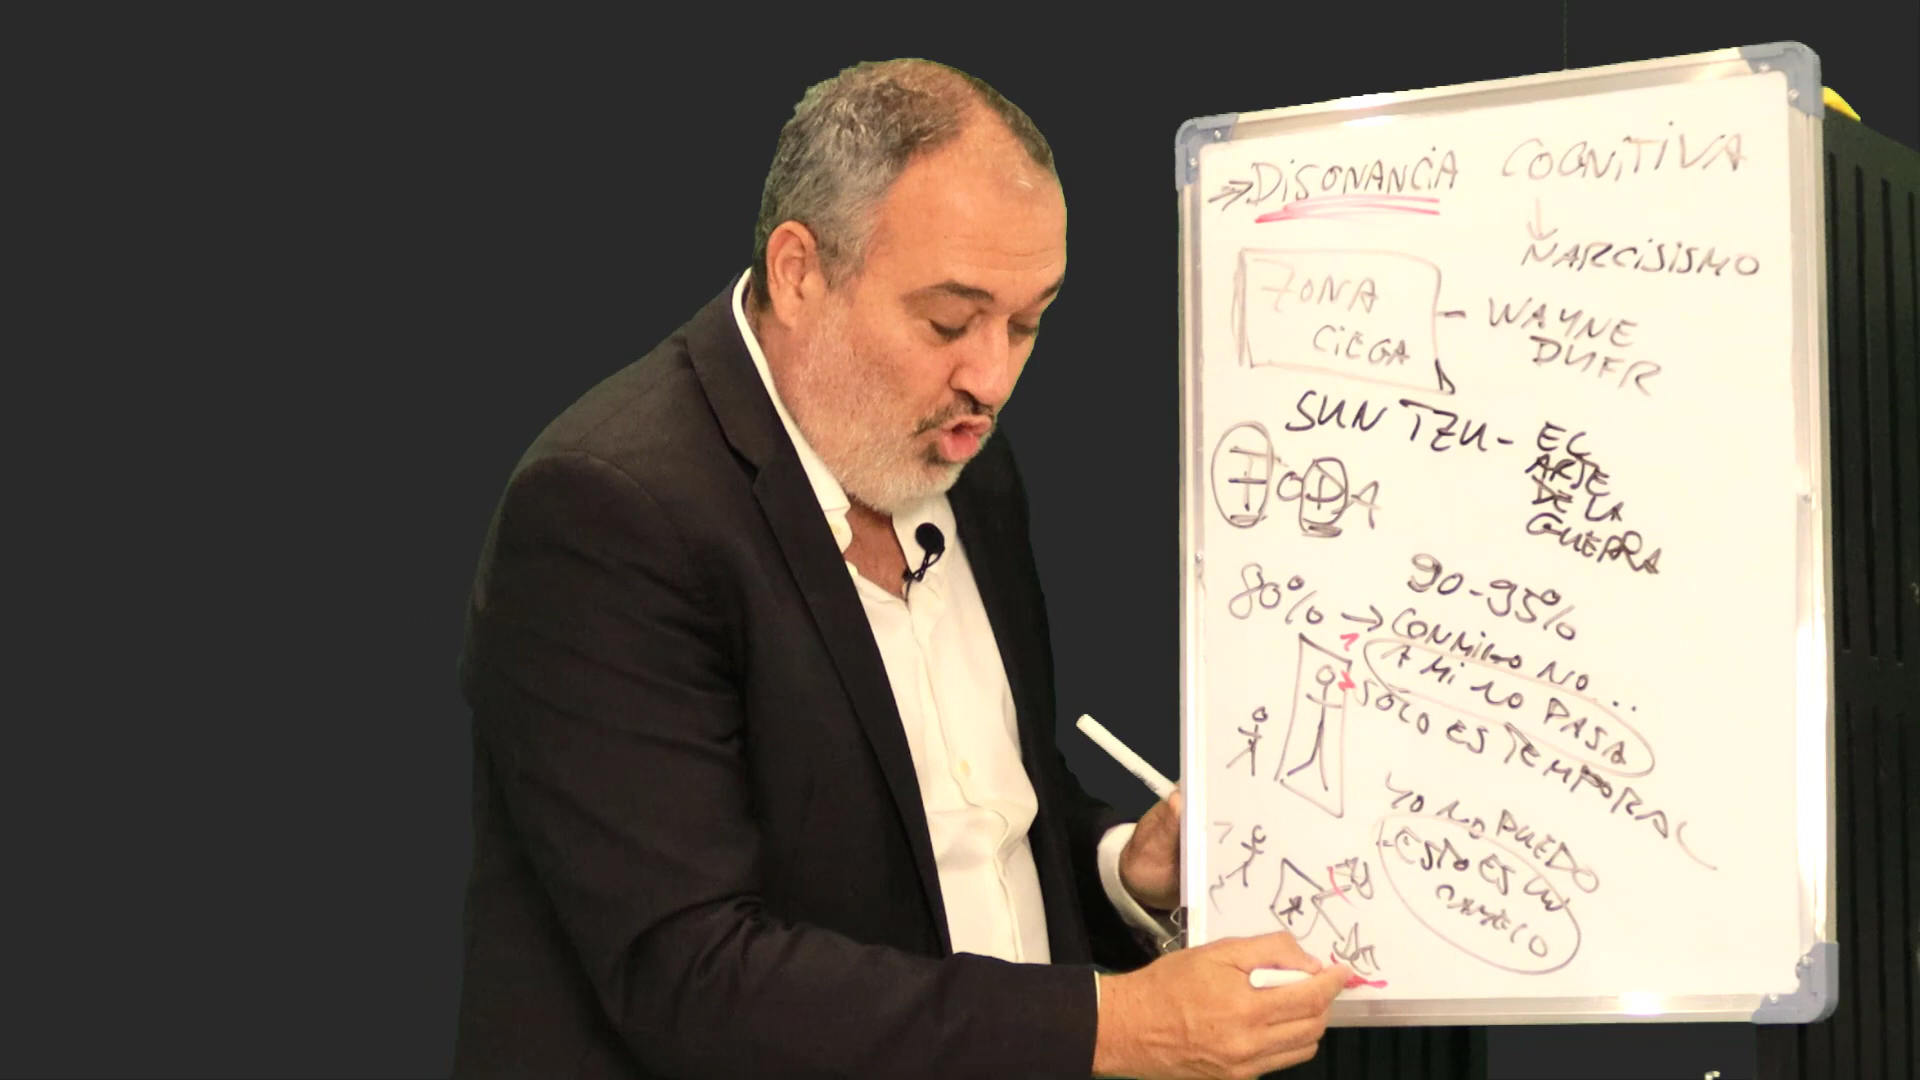 DISONANCIA COGNITIVA
NARCISISMO
ZONA
CIEGA
WAYNE
DYER
SUN TZU - EL
ARTE
DE LA
GUERRA
80% → 90-95%
CONMIGO NO...
A MI NO PASA
SOLO ES TEMPORAL
YO NO PUEDO
ESTO ES UN